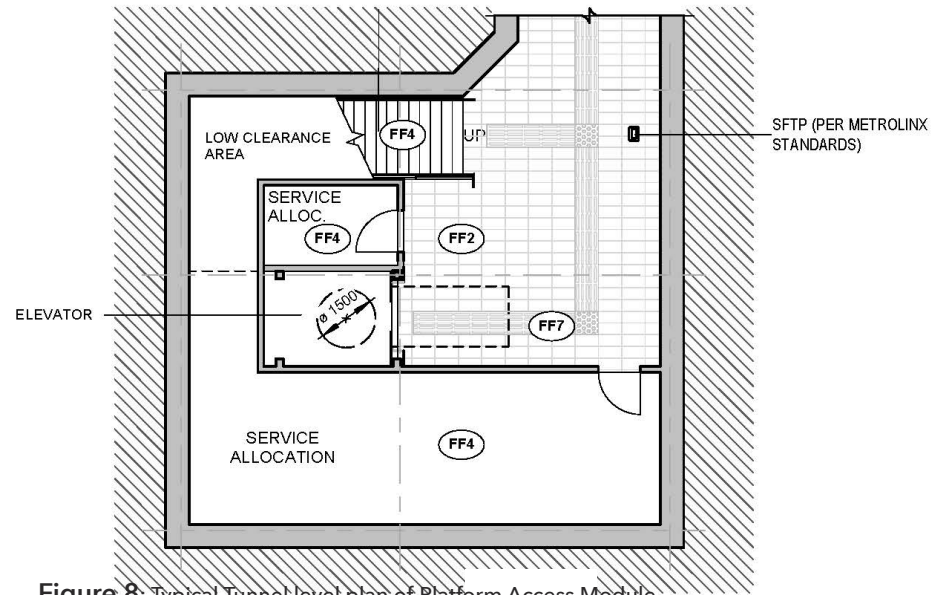 FF4
UP
SFTP (PER METROLINX
STANDARDS)
LOW CLEARANCE
AREA
SERVICE
ALLOC.
FF4
FF2
ELEVATOR
ø 1500
FF7
SERVICE
ALLOCATION
FF4
Figure 8: Typical Tunnel level plan of Platform Access Module